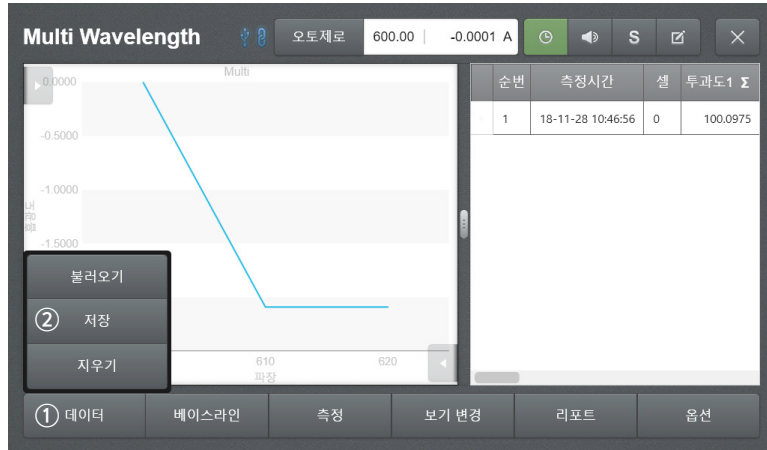 Multi Wavelength
오토제로
600.00 -0.0001 A
S
Multi
0.0000
-0.5000
-1.0000
-1.5000
흡광도
610 620
파장
불러오기
② 저장
지우기
순번 측정시간 셀 투과도1 Σ
1 18-11-28 10:46:56 0 100.0975
① 데이터 베이스라인 측정 보기 변경 리포트 옵션